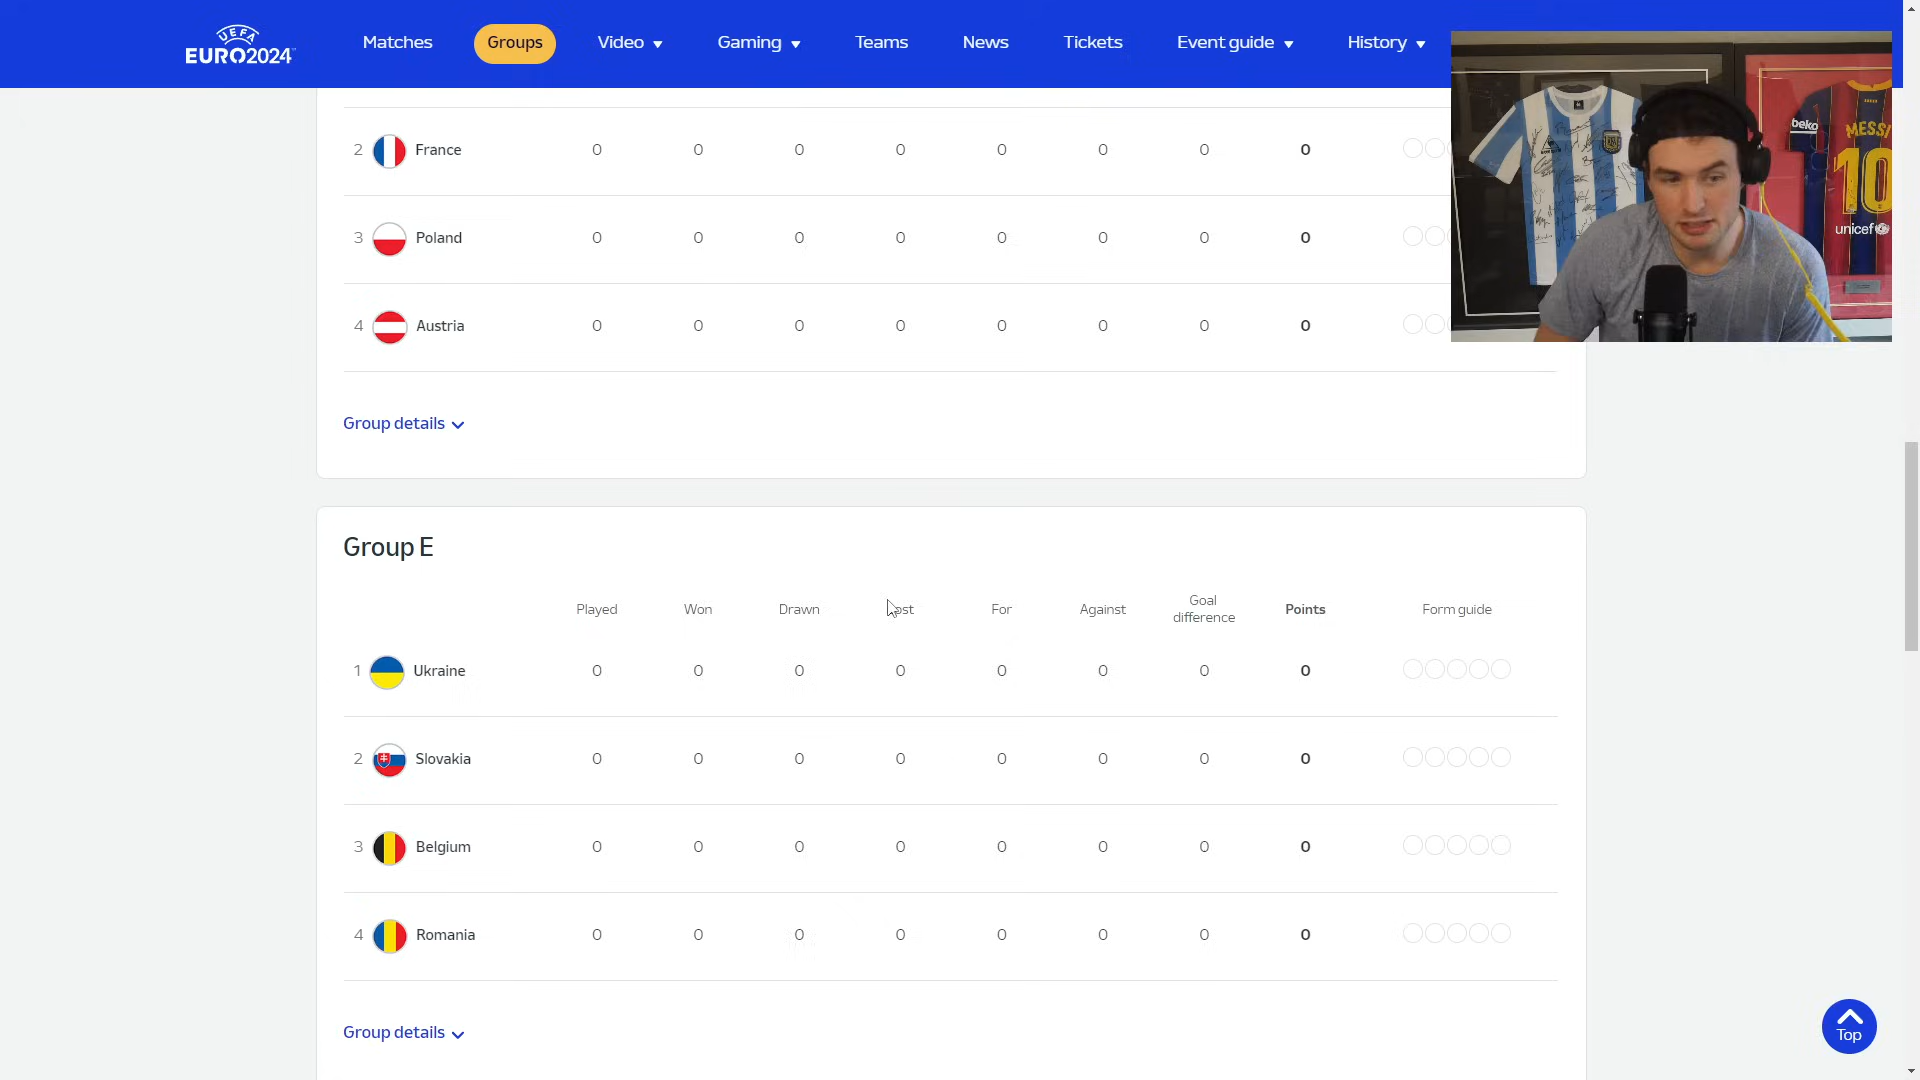 UEFA
EURO2024
Matches Groups Video Gaming Teams News Tickets Event guide History
2 France 0 0 0 0 0 0 0 0
3 Poland 0 0 0 0 0 0 0 0
4 Austria 0 0 0 0 0 0 0 0
Group details
beko
MESSI
10
unicef
Group E
Played Won Drawn Lost For Against Goal difference Points Form guide
1 Ukraine 0 0 0 0 0 0 0 0
2 Slovakia 0 0 0 0 0 0 0 0
3 Belgium 0 0 0 0 0 0 0 0
4 Romania 0 0 0 0 0 0 0 0
Group details
Top